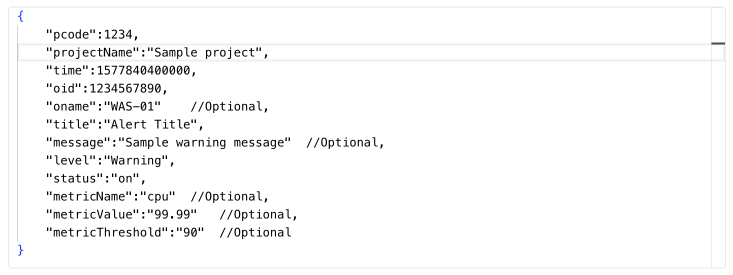 {
    "pcode":1234,
    "projectName":"Sample project",
    "time":1577840400000,
    "oid":1234567890,
    "oname":"WAS-01"    //Optional,
    "title":"Alert Title",
    "message":"Sample warning message"  //Optional,
    "level":"Warning",
    "status":"on",
    "metricName":"cpu"  //Optional,
    "metricValue":"99.99"   //Optional,
    "metricThreshold":"90"  //Optional
}